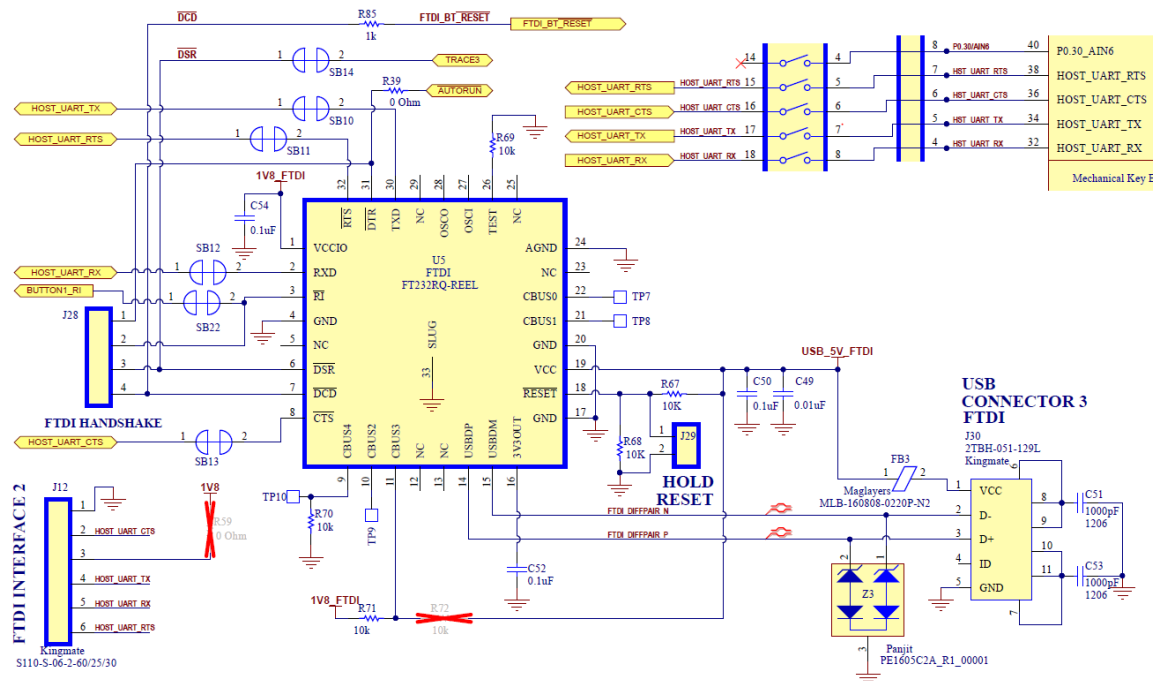 DCD
R85
1k
FTDI_BT_RESET
FTDI_BT_RESET
DSR
1
2
SB14
TRACE3
R39
0 Ohm
AUTORUN
HOST_UART_TX
1
2
SB10
HOST_UART_RTS
1
2
SB11
R69
10k
14
4
HOST_UART_RTS
HOST_UART_RTS
15
5
HOST_UART_CTS
HOST_UART_CTS
16
6
HOST_UART_TX
HOST_UART_TX
17
7
HOST_UART_RX
HOST_UART_RX
18
8
8
P0.30/AIN6
40
P0.30_AIN6
7
HST_UART_RTS
38
HOST_UART_RTS
6
HST_UART_CTS
36
HOST_UART_CTS
5
HST_UART_TX
34
HOST_UART_TX
4
HST_UART_RX
32
HOST_UART_RX
Mechanical Key E
1V8_FTDI
C54
0.1uF
32
31
30
29
28
27
26
25
RTS
DTR
TXD
NC
OSCO
OSCI
TEST
NC
U5
FTDI
FT232RQ-REEL
SLUG
33
1
VCCIO
2
RXD
3
RI
4
GND
5
NC
6
DSR
7
DCD
8
CTS
AGND
24
NC
23
CBUS0
22
TP7
CBUS1
21
TP8
GND
20
VCC
19
RESET
18
GND
17
CBUS4
CBUS2
CBUS3
NC
NC
USBDP
USBDM
3V3OUT
9
10
11
12
13
14
15
16
SB12
HOST_UART_RX
1
2
BUTTON1_RI
1
2
SB22
J28
1
2
3
4
FTDI HANDSHAKE
HOST_UART_CTS
1
2
SB13
USB_5V_FTDI
R67
10K
R68
10K
1
2
J29
HOLD
RESET
C50
0.1uF
C49
0.01uF
USB
CONNECTOR 3
FTDI
J30
2TBH-051-129L
Kingmate
FB3
1
2
Maglayers
MLB-160808-0220P-N2
1
VCC
2
D-
3
D+
4
ID
5
GND
6
7
8
9
10
11
C51
1000pF
1206
C53
1000pF
1206
FTDI INTERFACE 2
J12
1
2
HOST_UART_CTS
3
4
HOST_UART_TX
5
HOST_UART_RX
6
HOST_UART_RTS
Kingmate
S110-S-06-2-60/25/30
1V8
R59
0 Ohm
TP10
R70
10k
TP9
FTDI_DIFFPAIR_N
FTDI_DIFFPAIR_P
C52
0.1uF
1V8_FTDI
R71
10k
R72
10k
2
1
Z3
3
Panjit
PE1605C2A_R1_00001